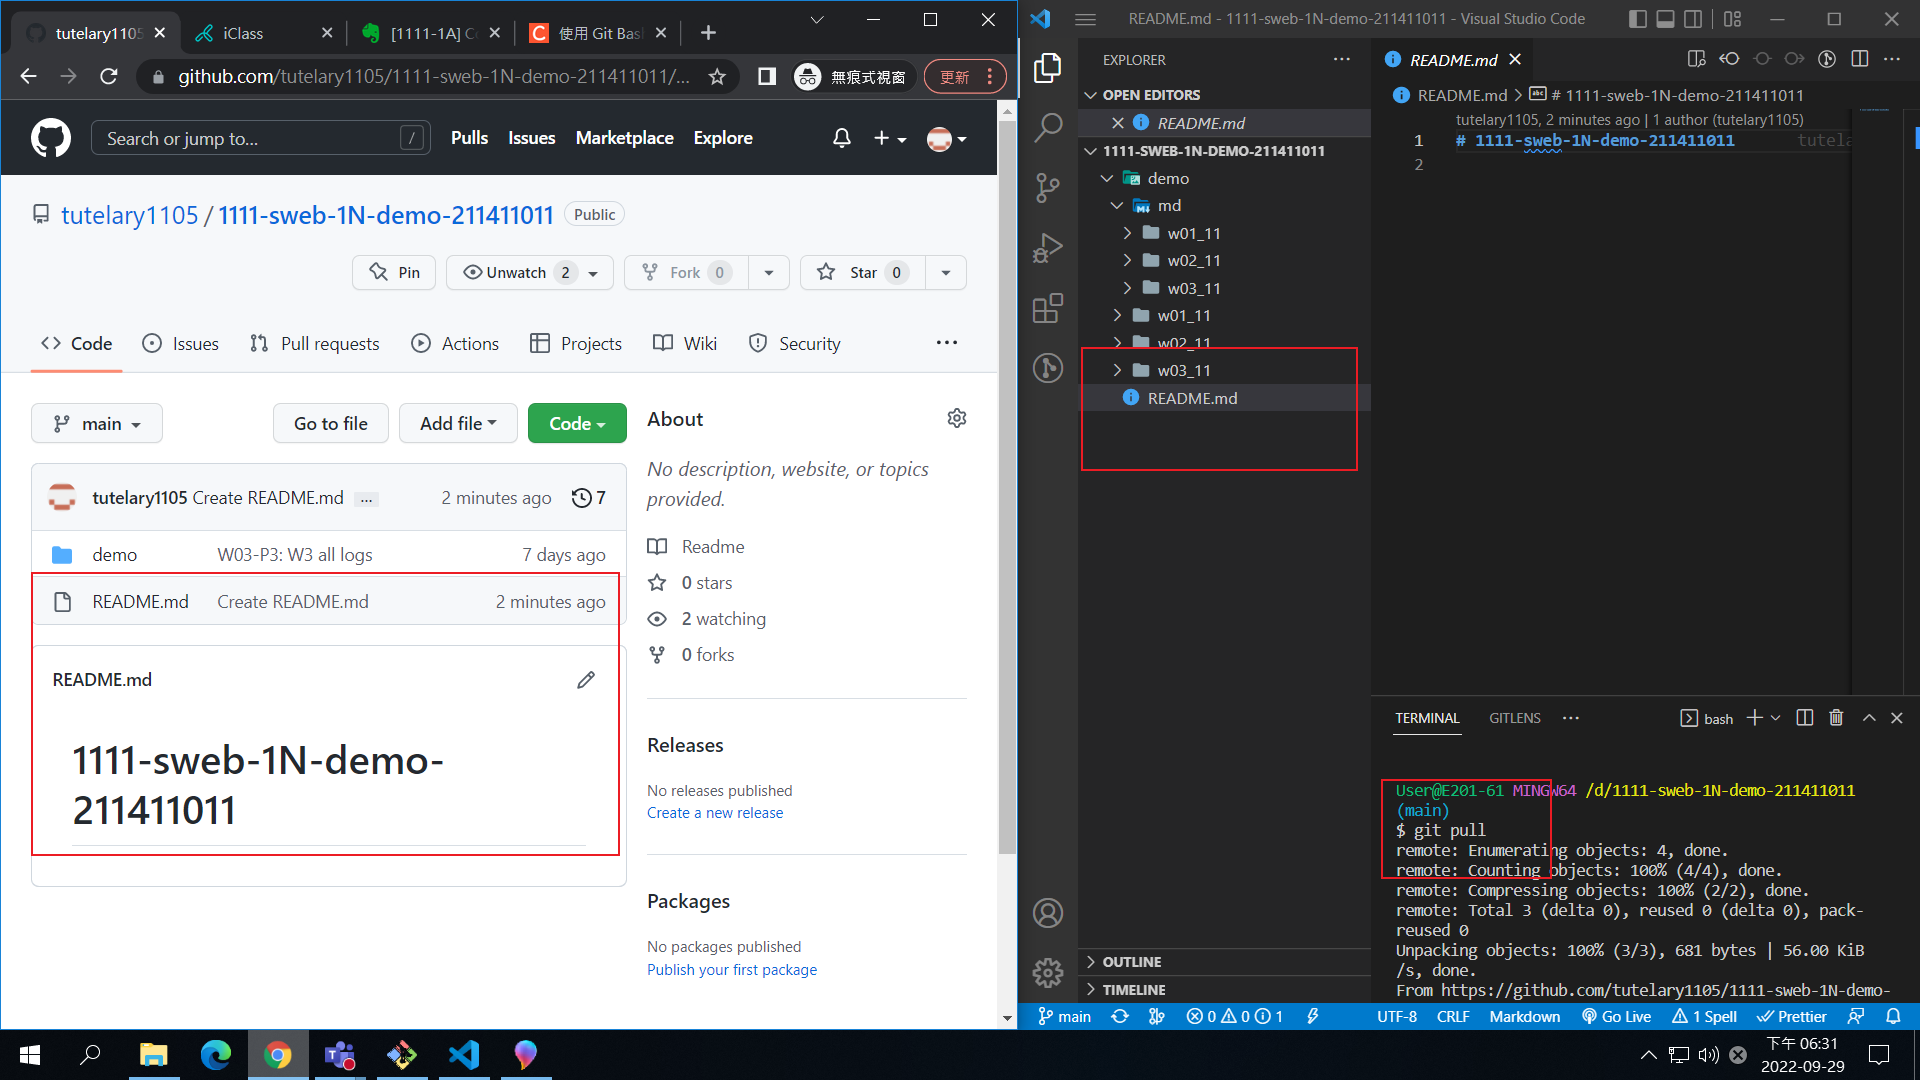 tutelary1105
iClass
[1111-1A] C
使用 Git Bas
github.com/tutelary1105/1111-sweb-1N-demo-211411011/...
無痕式視窗
更新
Search or jump to...
/
Pulls
Issues
Marketplace
Explore
tutelary1105 / 1111-sweb-1N-demo-211411011
Public
Pin
Unwatch 2
Fork 0
Star 0
Code
Issues
Pull requests
Actions
Projects
Wiki
Security
main
Go to file
Add file
Code
tutelary1105 Create README.md ...
2 minutes ago
7
demo
W03-P3: W3 all logs
7 days ago
README.md
Create README.md
2 minutes ago
README.md
1111-sweb-1N-demo-
211411011
About
No description, website, or topics
provided.
Readme
0 stars
2 watching
0 forks
Releases
No releases published
Create a new release
Packages
No packages published
Publish your first package
README.md - 1111-sweb-1N-demo-211411011 - Visual Studio Code
EXPLORER
OPEN EDITORS
README.md
1111-SWEB-1N-DEMO-211411011
demo
md
w01_11
w02_11
w03_11
w01_11
w02_11
w03_11
README.md
OUTLINE
TIMELINE
README.md
README.md > # 1111-sweb-1N-demo-211411011
tutelary1105, 2 minutes ago | 1 author (tutelary1105)
1 # 1111-sweb-1N-demo-211411011 tutela
2
TERMINAL
GITLENS
bash
User@E201-61 MINGW64 /d/1111-sweb-1N-demo-211411011
(main)
$ git pull
remote: Enumerating objects: 4, done.
remote: Counting objects: 100% (4/4), done.
remote: Compressing objects: 100% (2/2), done.
remote: Total 3 (delta 0), reused 0 (delta 0), pack-
reused 0
Unpacking objects: 100% (3/3), 681 bytes | 56.00 KiB
/s, done.
From https://github.com/tutelary1105/1111-sweb-1N-demo-
main
0 0 1
UTF-8
CRLF
Markdown
Go Live
1 Spell
Prettier
下午 06:31
2022-09-29